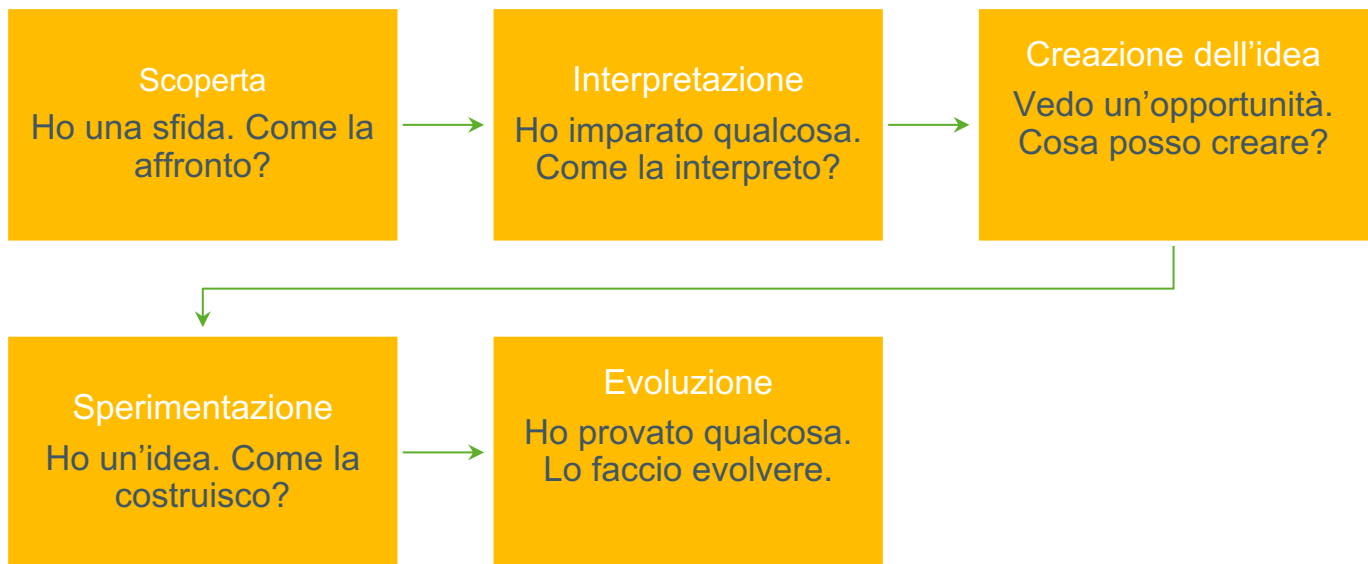 Scoperta
Ho una sfida. Come la
affronto?
Interpretazione
Ho imparato qualcosa.
Come la interpreto?
Creazione dell’idea
Vedo un’opportunità.
Cosa posso creare?
Sperimentazione
Ho un’idea. Come la
costruisco?
Evoluzione
Ho provato qualcosa.
Lo faccio evolvere.